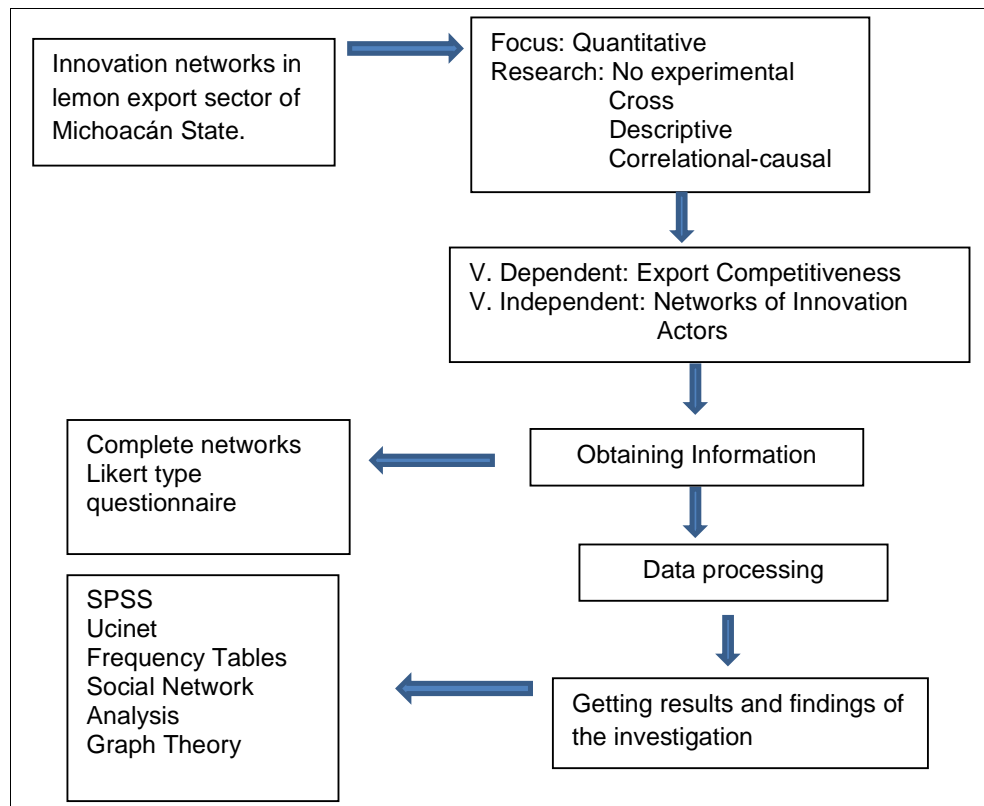 Innovation networks in
lemon export sector of
Michoacán State.
Focus: Quantitative
Research: No experimental
Cross
Descriptive
Correlational-causal
V. Dependent: Export Competitiveness
V. Independent: Networks of Innovation
Actors
Obtaining Information
Complete networks
Likert type
questionnaire
Data processing
SPSS
Ucinet
Frequency Tables
Social Network
Analysis
Graph Theory
Getting results and findings of
the investigation